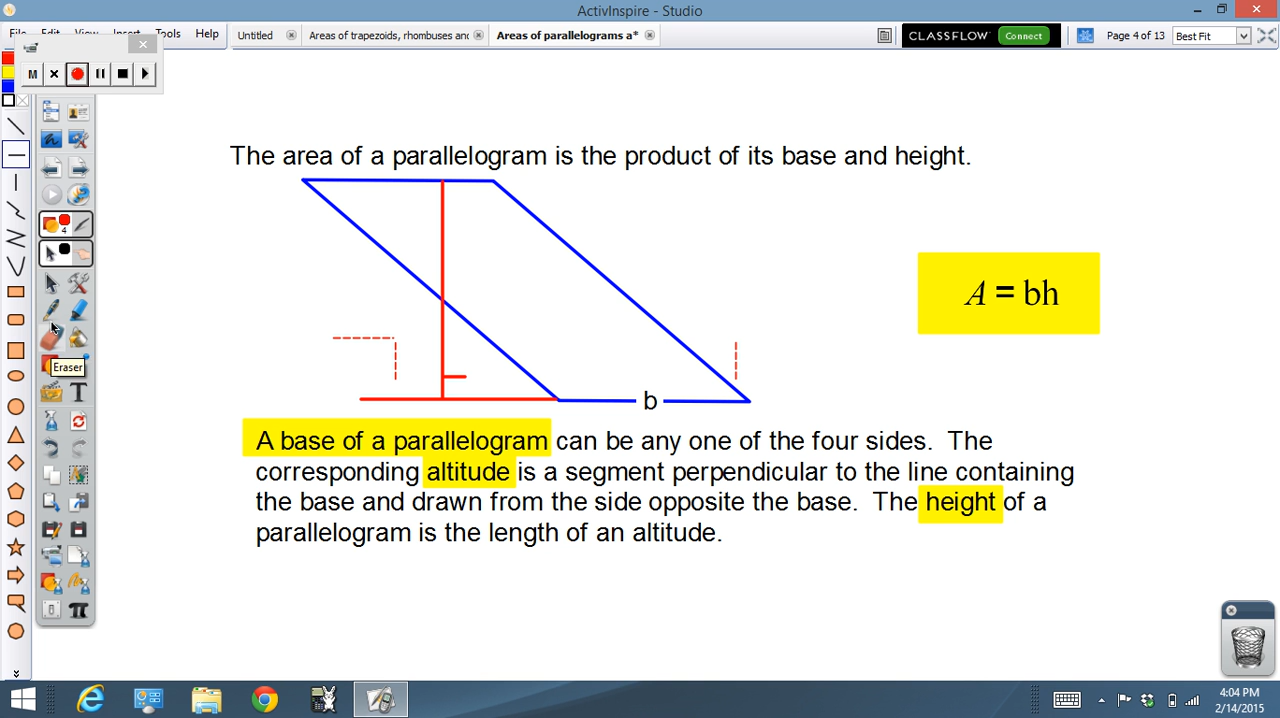 ActivInspire - Studio
File Edit View Insert Tools Help
Untitled
Areas of trapezoids, rhombuses and
Areas of parallelograms a*
CLASSFLOW Connect
Page 4 of 13
Best Fit
M
4
Eraser
T
The area of a parallelogram is the product of its base and height.
A = bh
b
A base of a parallelogram can be any one of the four sides. The
corresponding altitude is a segment perpendicular to the line containing
the base and drawn from the side opposite the base. The height of a
parallelogram is the length of an altitude.
4:04 PM
2/14/2015